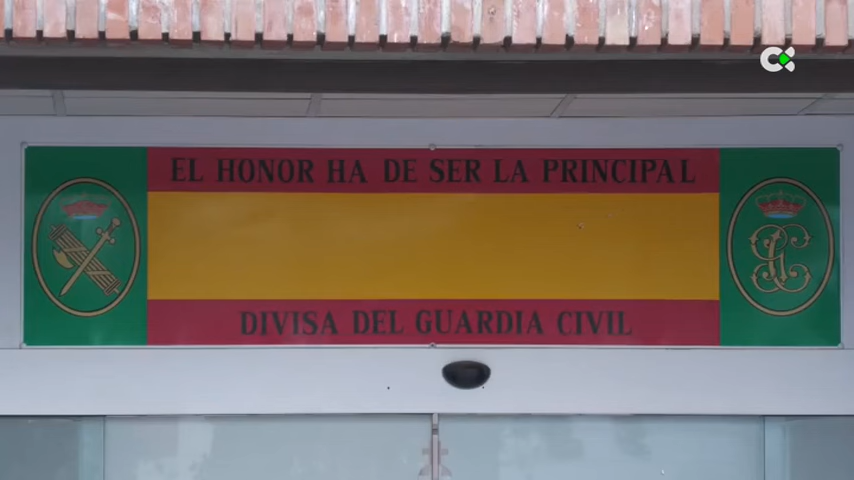 EL HONOR HA DE SER LA PRINCIPAL
DIVISA DEL GUARDIA CIVIL